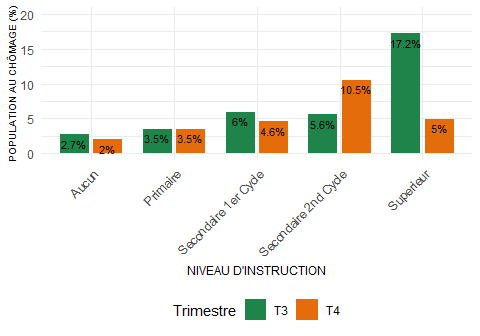 POPULATION AU CHÔMAGE (%)
20
15
10
5
0
2.7%
2%
3.5%
3.5%
6%
4.6%
5.6%
10.5%
17.2%
5%
Aucun
Primaire
Secondaire 1er Cycle
Secondaire 2nd Cycle
Superieur
NIVEAU D'INSTRUCTION
Trimestre T3 T4